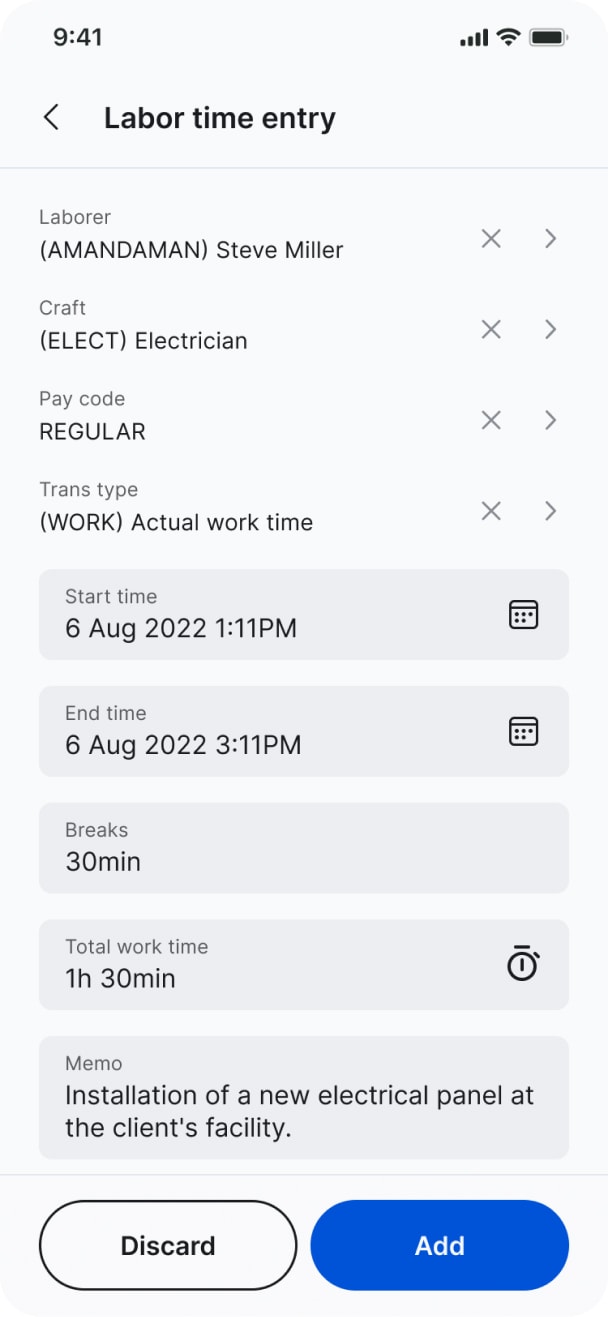 9:41
Labor time entry
Laborer
(AMANDAMAN) Steve Miller
Craft
(ELECT) Electrician
Pay code
REGULAR
Trans type
(WORK) Actual work time
Start time
6 Aug 2022 1:11PM
End time
6 Aug 2022 3:11PM
Breaks
30min
Total work time
1h 30min
Memo
Installation of a new electrical panel at
the client's facility.
Discard
Add